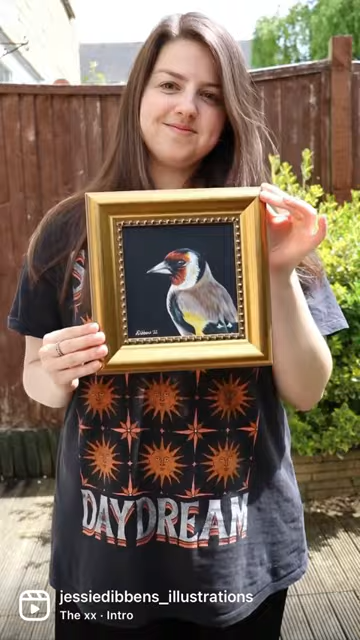 DAYDREAM
jessiedibbens_illustrations
The xx · Intro